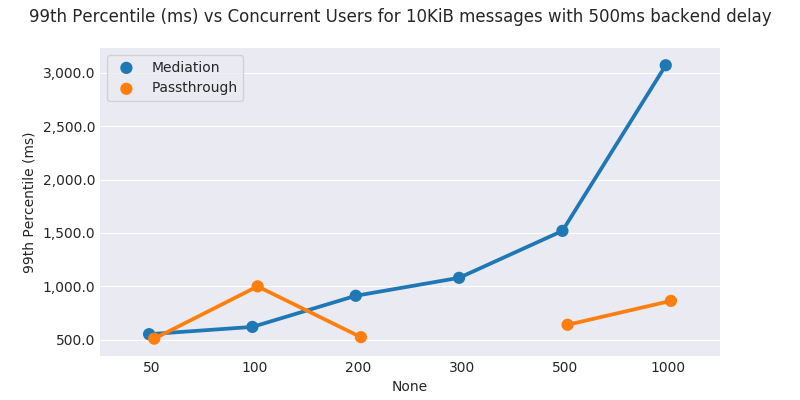 99th Percentile (ms) vs Concurrent Users for 10KiB messages with 500ms backend delay
Mediation
Passthrough
99th Percentile (ms)
3,000.0
2,500.0
2,000.0
1,500.0
1,000.0
500.0
50 100 200 300 500 1000
None